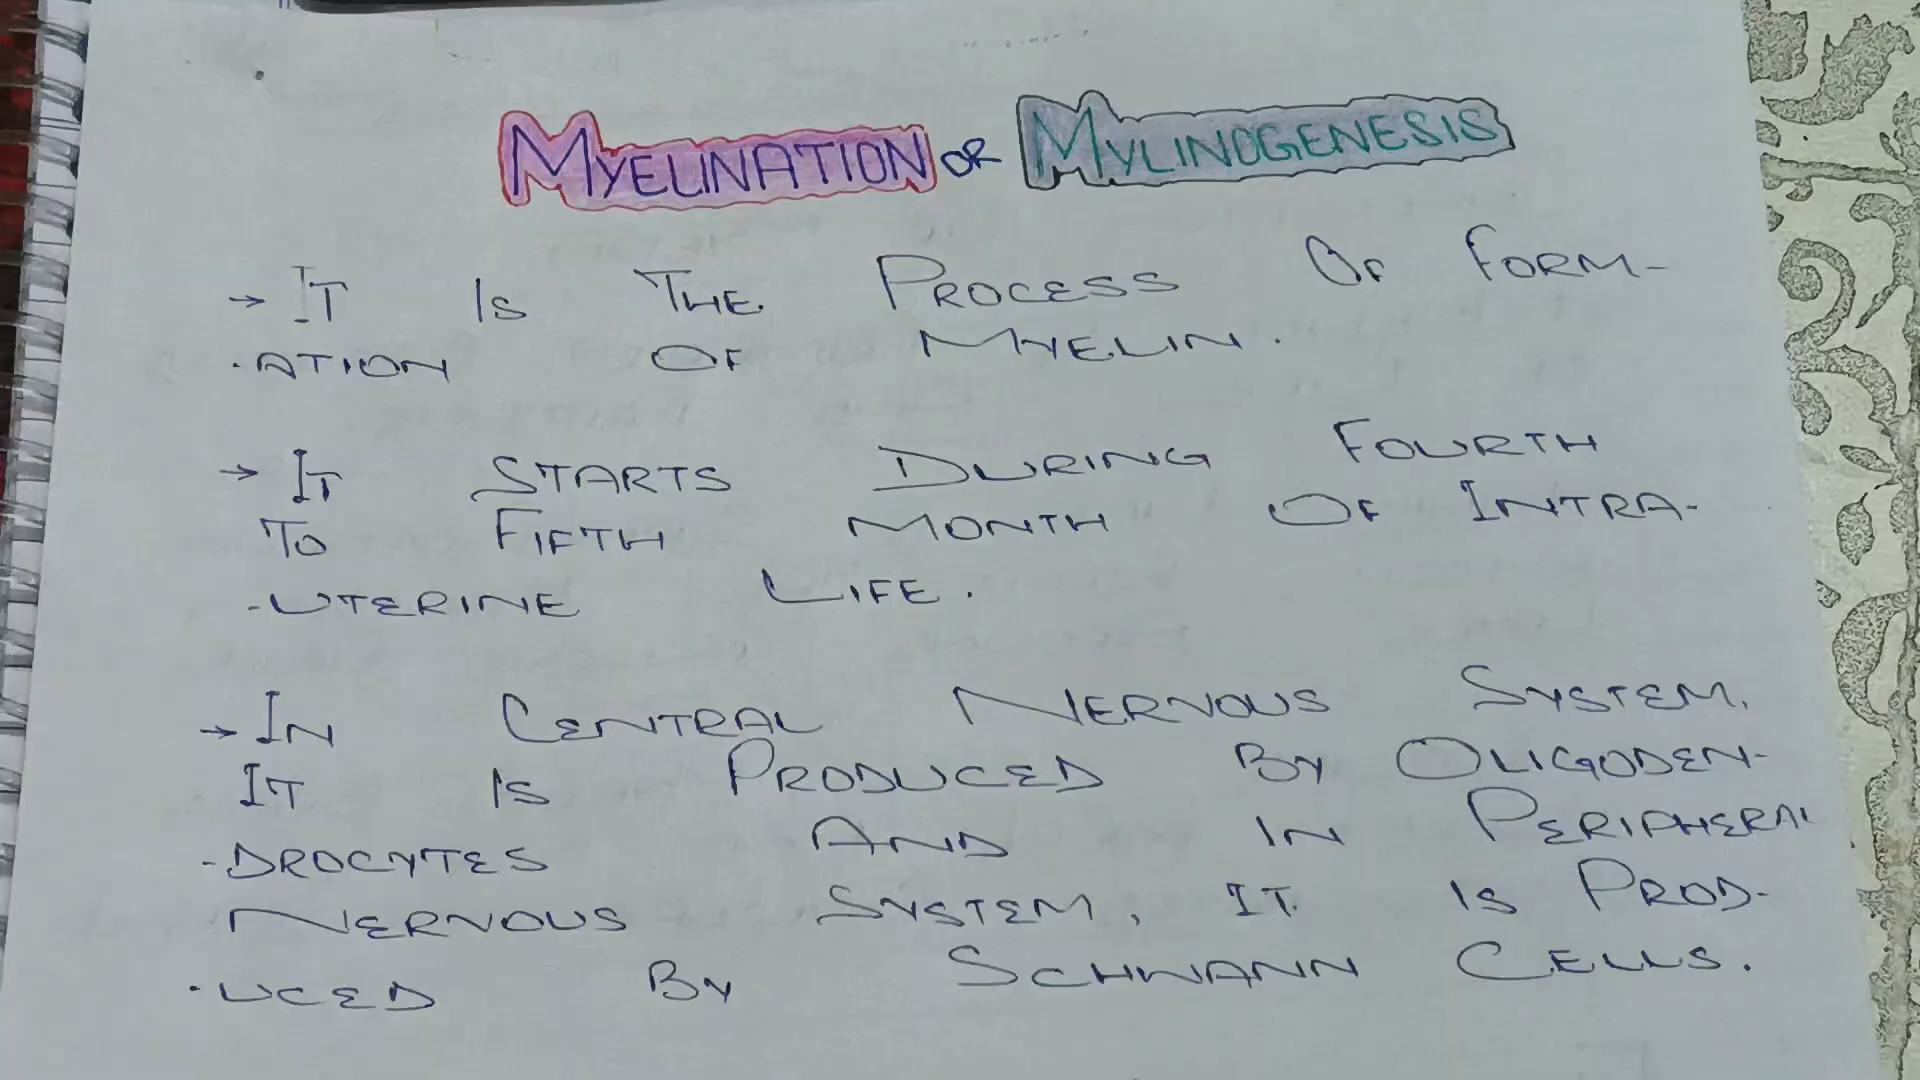 MYELINATION OR MYLINOGENESIS
→ IT IS THE PROCESS OF FORM-
-ATION OF MYELIN.
→ IT STARTS DURING FOURTH
TO FIFTH MONTH OF INTRA-
-UTERINE LIFE.
→ IN CENTRAL NERVOUS SYSTEM,
IT IS PRODUCED BY OLIGODEN-
-DROCYTES AND IN PERIPHERAL
NERVOUS SYSTEM, IT IS PROD-
-UCED BY SCHWANN CELLS.